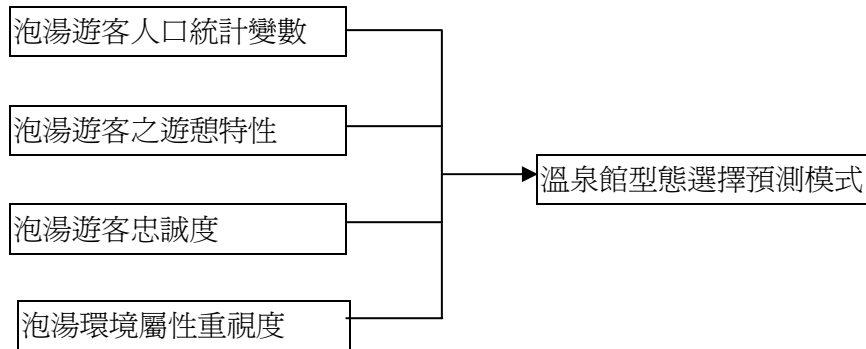 泡湯遊客人口統計變數
泡湯遊客之遊憩特性
溫泉館型態選擇預測模式
泡湯遊客忠誠度
泡湯環境屬性重視度